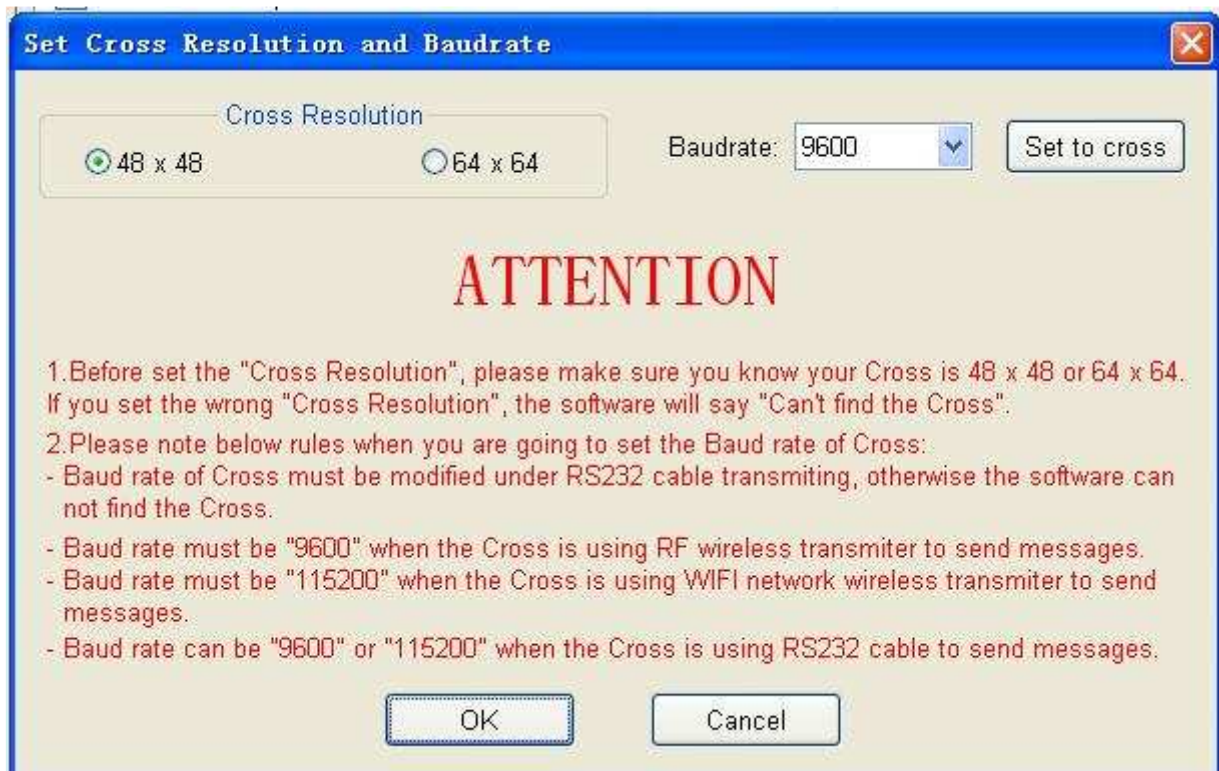 Set Cross Resolution and Baudrate
Cross Resolution
48 x 48
64 x 64
Baudrate: 9600
Set to cross
ATTENTION
1.Before set the "Cross Resolution", please make sure you know your Cross is 48 x 48 or 64 x 64.
If you set the wrong "Cross Resolution", the software will say "Can't find the Cross".
2.Please note below rules when you are going to set the Baud rate of Cross:
- Baud rate of Cross must be modified under RS232 cable transmiting, otherwise the software can
not find the Cross.
- Baud rate must be "9600" when the Cross is using RF wireless transmiter to send messages.
- Baud rate must be "115200" when the Cross is using WIFI network wireless transmiter to send
messages.
- Baud rate can be "9600" or "115200" when the Cross is using RS232 cable to send messages.
OK
Cancel